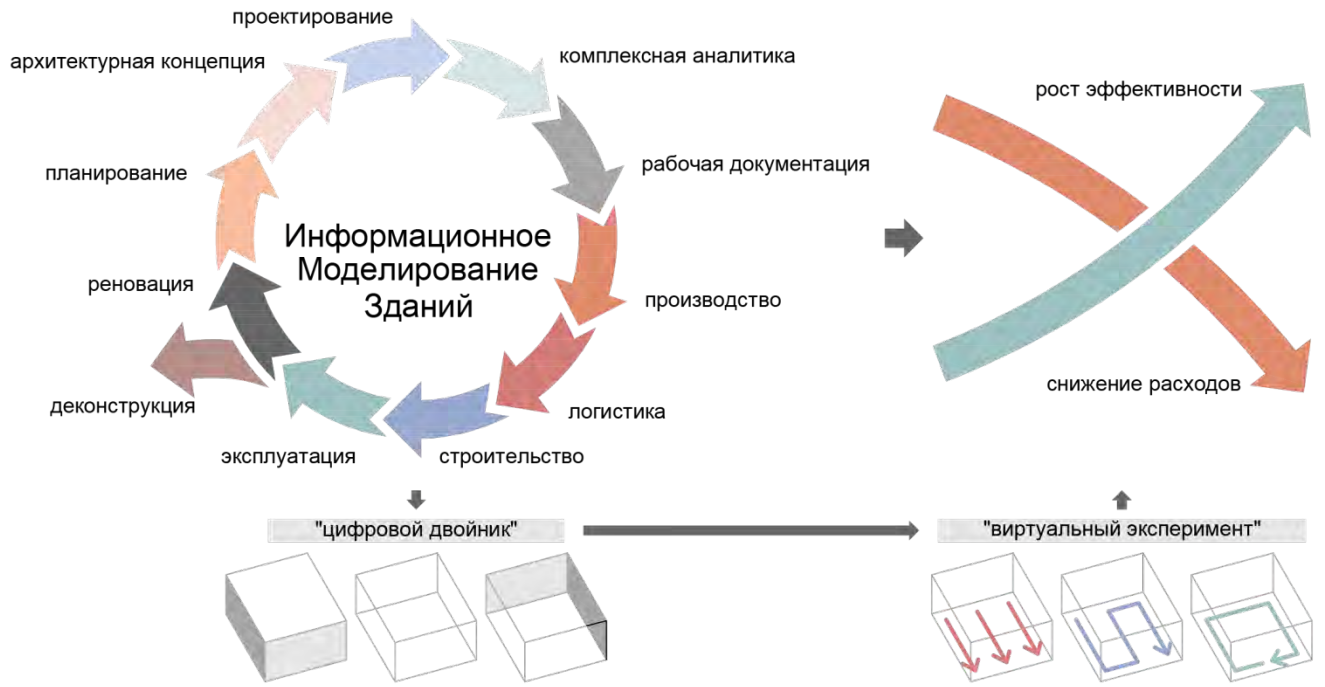 проектирование
архитектурная концепция
комплексная аналитика
рост эффективности
планирование
рабочая документация
Информационное
Моделирование
Зданий
реновация
производство
снижение расходов
деконструкция
логистика
эксплуатация
строительство
"цифровой двойник"
"виртуальный эксперимент"